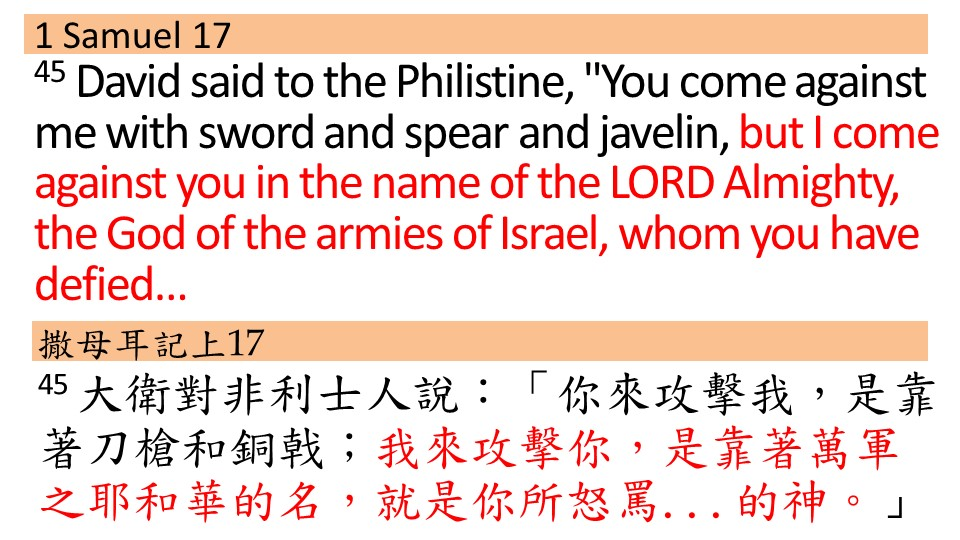 1 Samuel 17
45 David said to the Philistine, "You come against
me with sword and spear and javelin, but I come
against you in the name of the LORD Almighty,
the God of the armies of Israel, whom you have
defied...
撒母耳記上17
45 大衛對非利士人說：「你來攻擊我，是靠
著刀槍和銅戟；我來攻擊你，是靠著萬軍
之耶和華的名，就是你所怒罵...的神。」